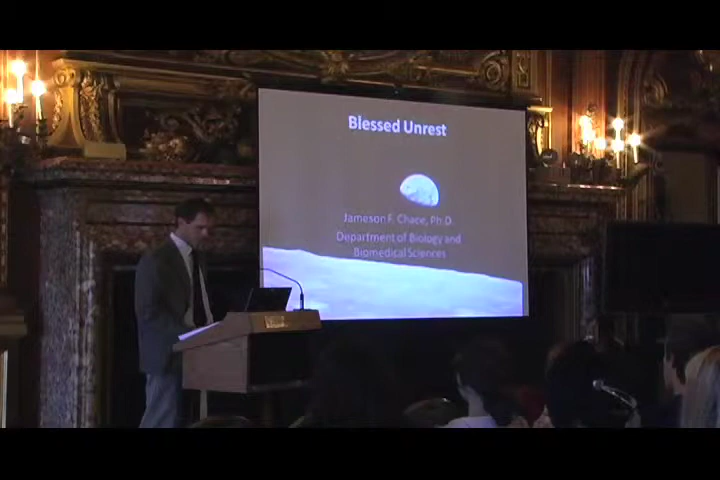 Blessed Unrest
Jameson F. Chace, Ph.D.
Department of Biology and
Biomedical Sciences